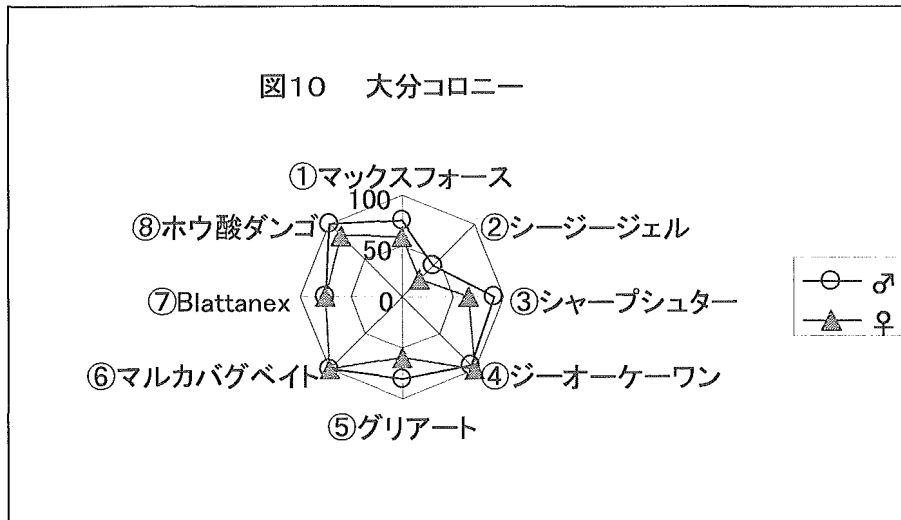 図10 大分コロニー
①マックスフォース
100
⑧ホウ酸ダンゴ
②シージージェル
50
⑦Blattanex
0
③シャープシュター
♂
♀
⑥マルカバグベイト
④ジーオーケーワン
⑤グリアート